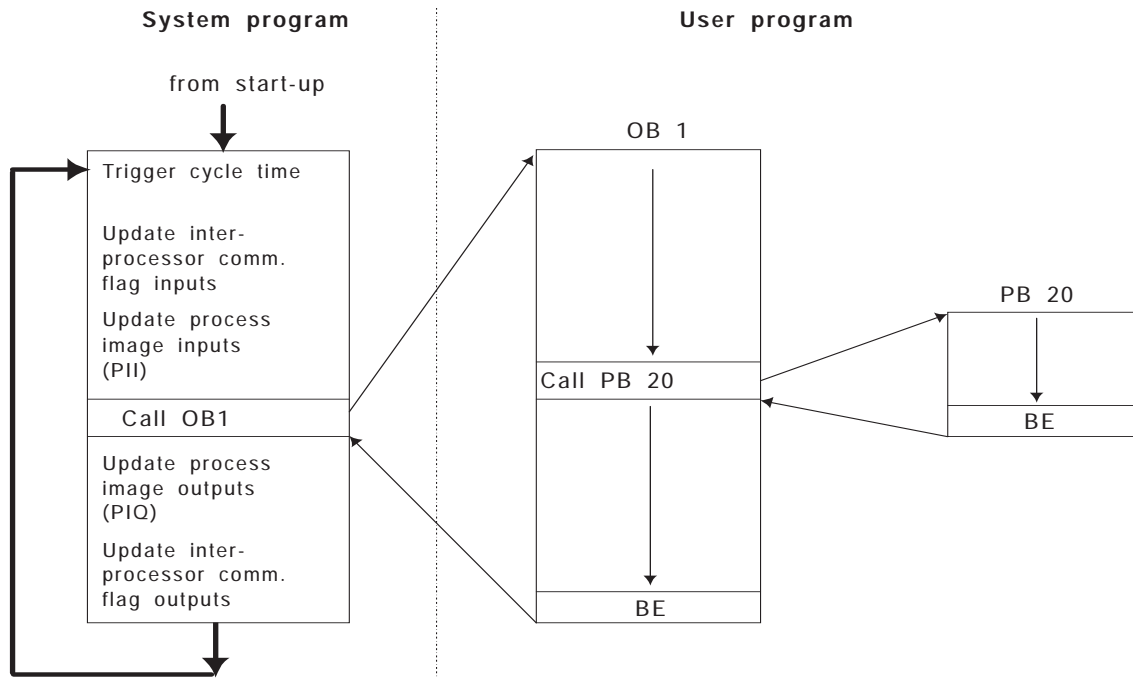 System program
User program
from start-up
Trigger cycle time
Update inter-
processor comm.
flag inputs
Update process
image inputs
(PII)
Call OB1
Update process
image outputs
(PIQ)
Update inter-
processor comm.
flag outputs
OB 1
Call PB 20
BE
PB 20
BE